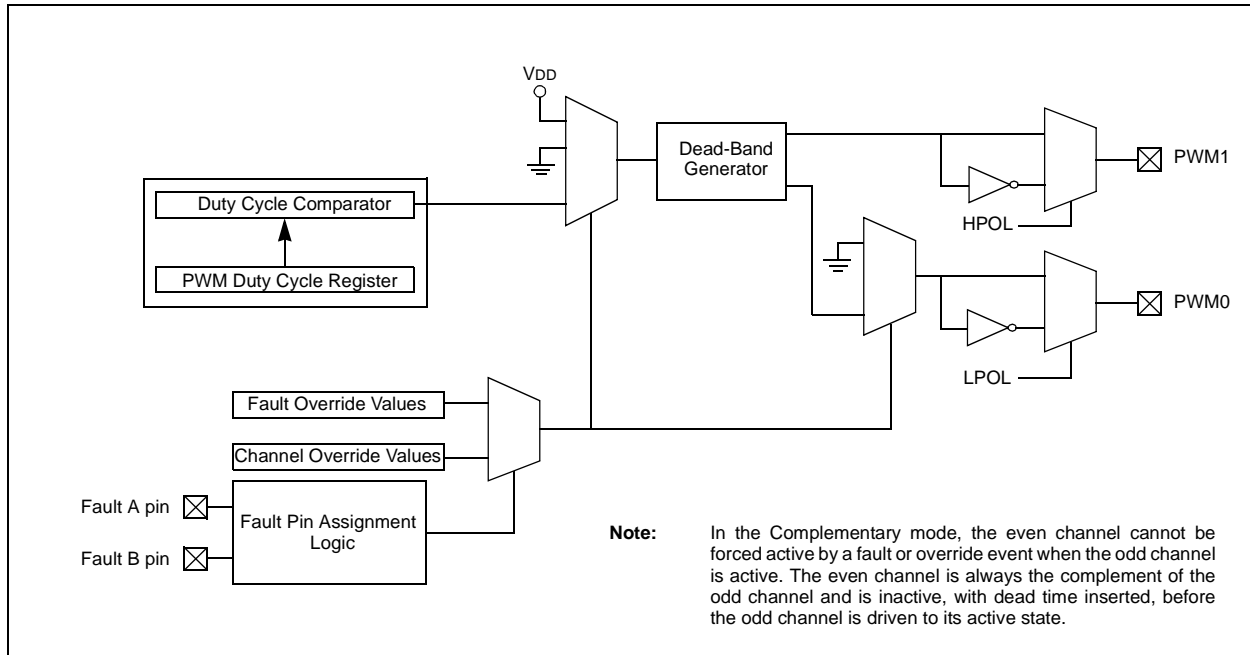 VDD
Dead-Band
Generator
PWM1
HPOL
Duty Cycle Comparator
PWM Duty Cycle Register
PWM0
LPOL
Fault Override Values
Channel Override Values
Fault A pin
Fault B pin
Fault Pin Assignment
Logic
Note: In the Complementary mode, the even channel cannot be
forced active by a fault or override event when the odd channel
is active. The even channel is always the complement of the
odd channel and is inactive, with dead time inserted, before
the odd channel is driven to its active state.